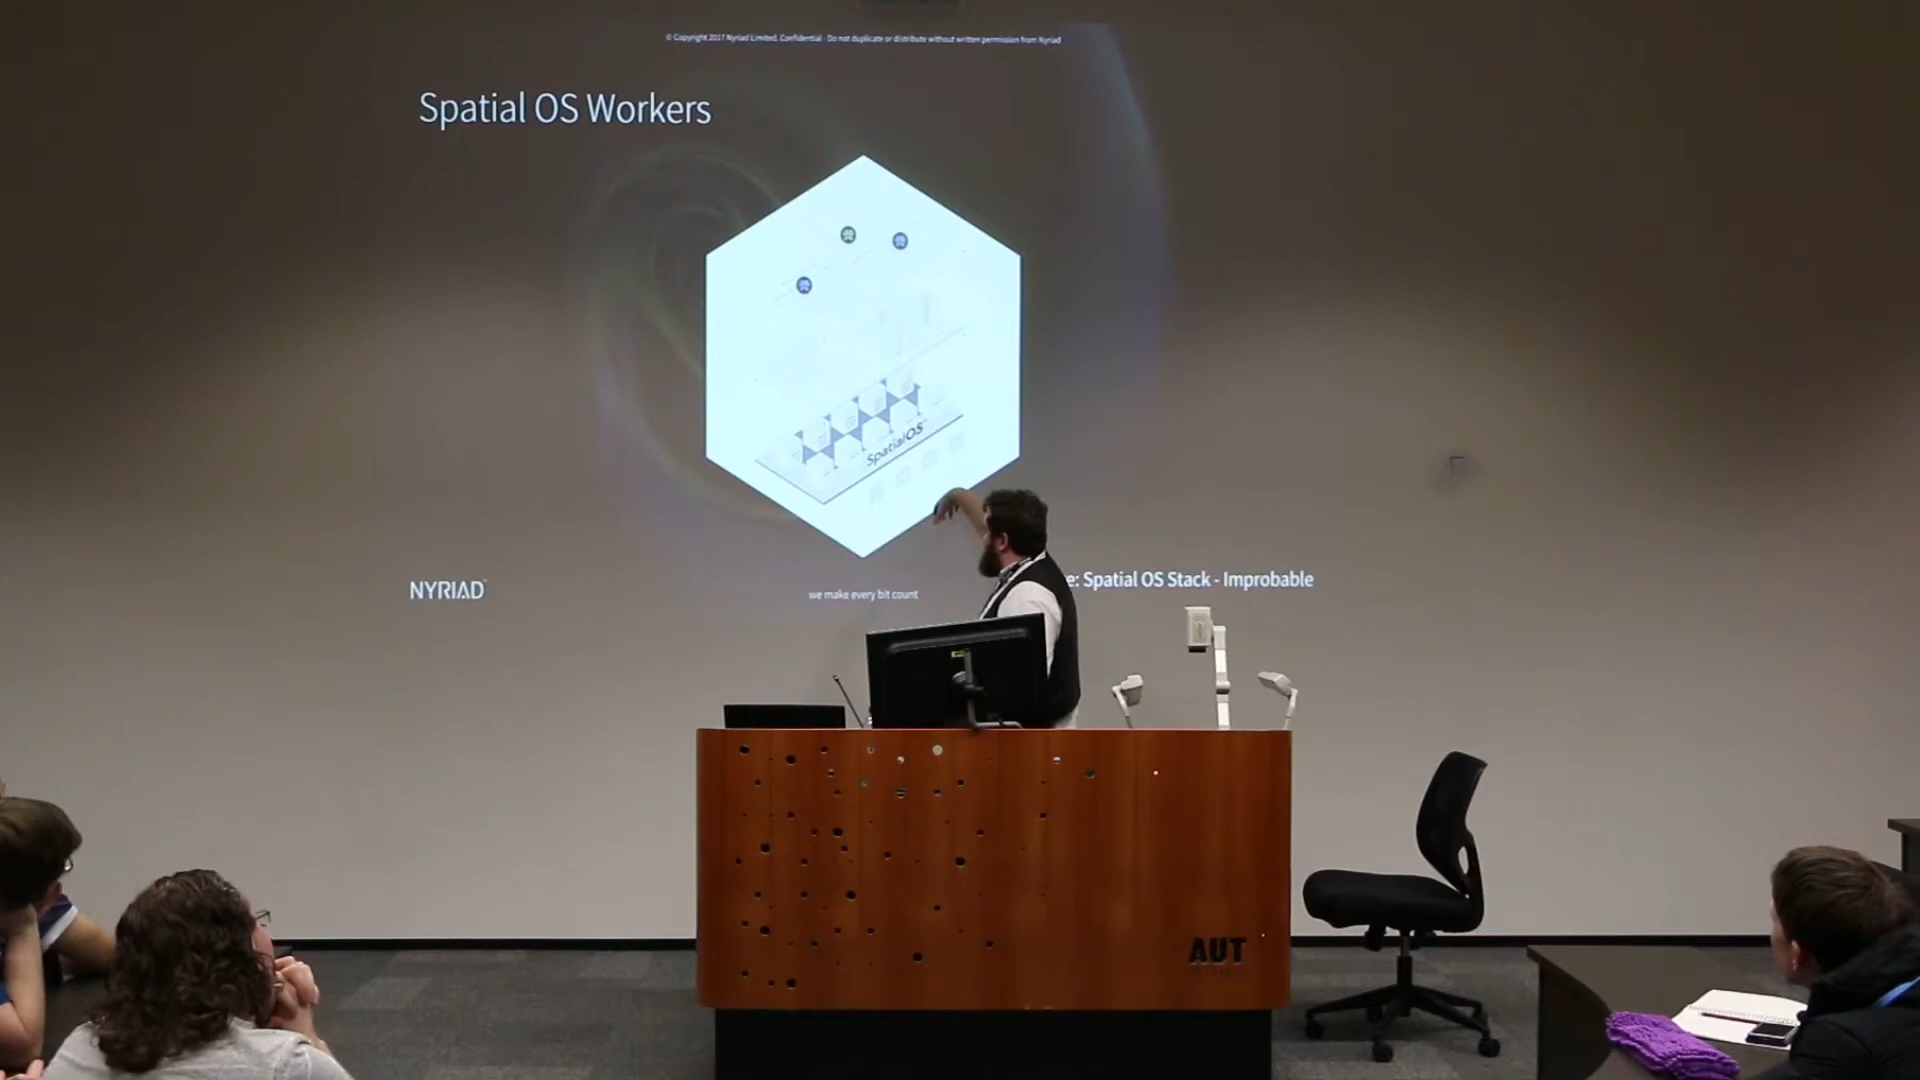 © Copyright 2017 Nyriad Limited. Confidential - Do not duplicate or distribute without written permission from Nyriad
Spatial OS Workers
SpatialOS
NYRIAD
we make every bit count
e: Spatial OS Stack - Improbable
AUT